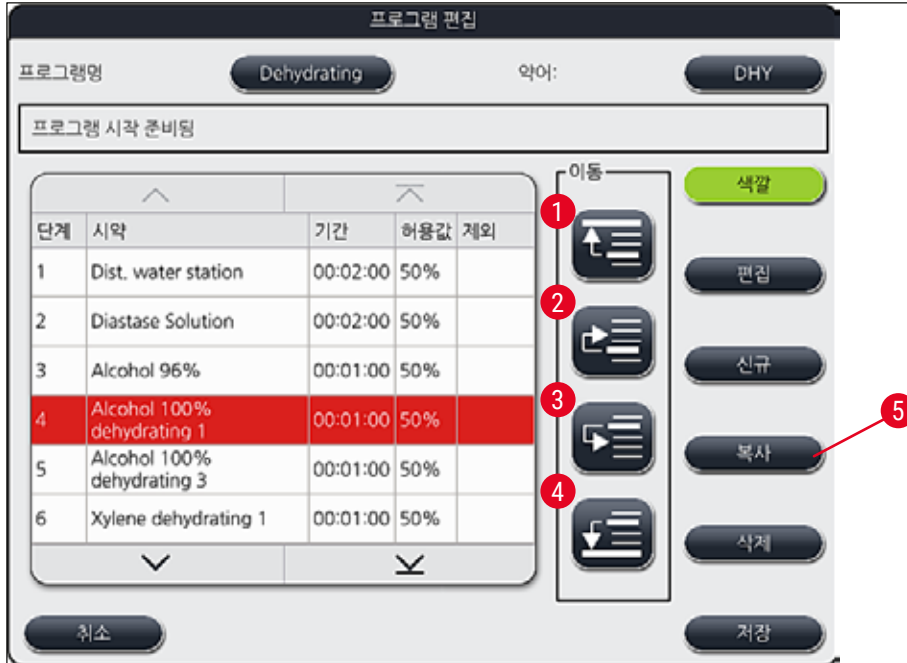 프로그램 편집
프로그램명 Dehydrating 약어: DHY
프로그램 시작 준비됨
이동
색깔
단계 시약 기간 허용값 제외
1
1 Dist. water station 00:02:00 50%
편집
2
2 Diastase Solution 00:02:00 50%
3 Alcohol 96% 00:01:00 50%
신규
3
4 Alcohol 100% dehydrating 1 00:01:00 50%
5
복사
5 Alcohol 100% dehydrating 3 00:01:00 50%
4
6 Xylene dehydrating 1 00:01:00 50%
삭제
취소
저장